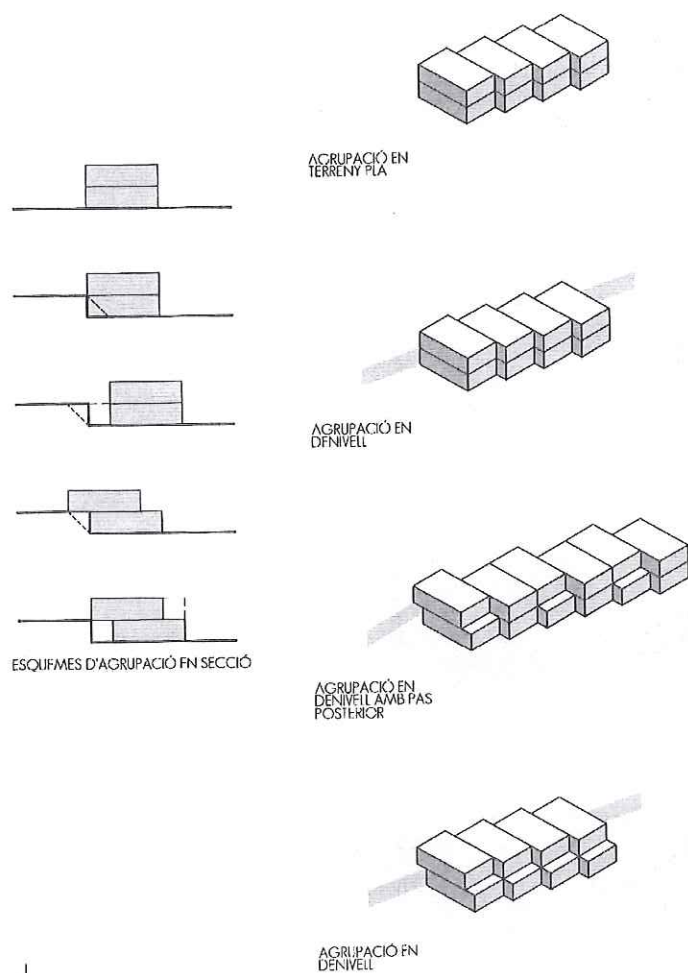 AGRUPACIÓ EN
TERRENY PLA
AGRUPACIÓ EN
DENIVELL
ESQUEMES D'AGRUPACIÓ EN SECCIÓ
AGRUPACIÓ EN
DENIVELL AMB PAS
POSTERIOR
AGRUPACIÓ EN
DENIVELL